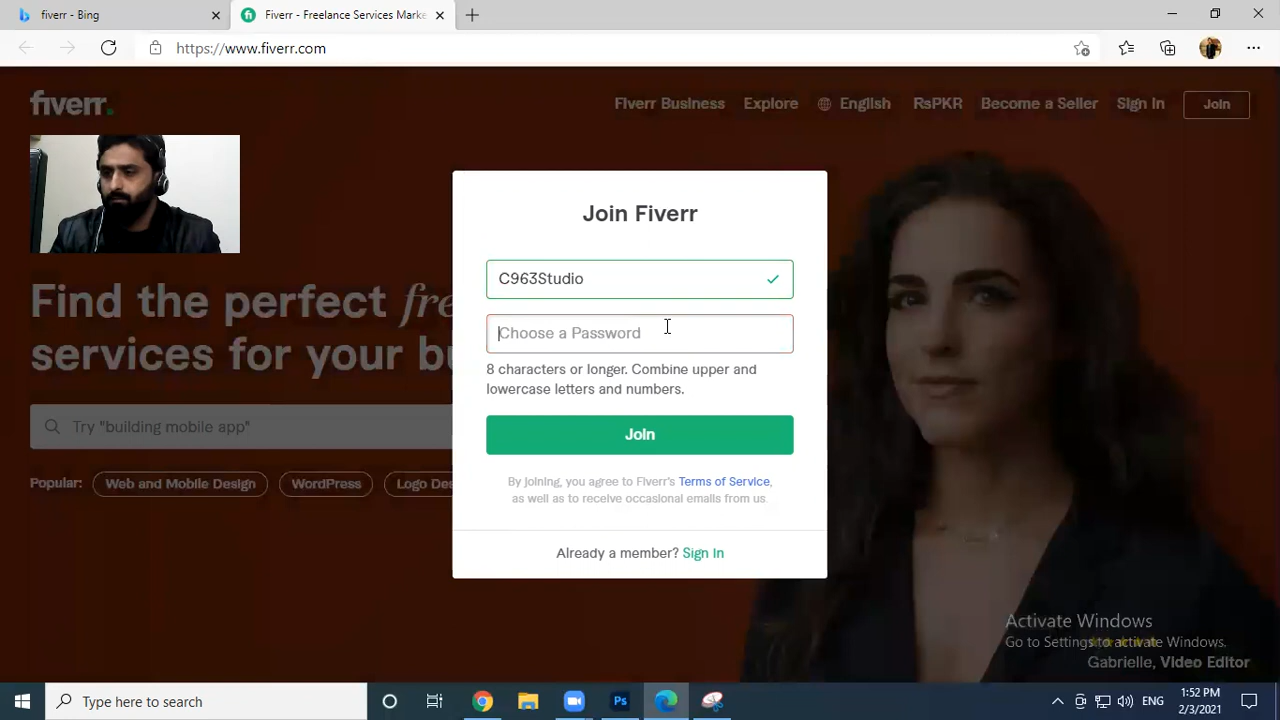 fiverr - Bing
Fiverr - Freelance Services Marke
https://www.fiverr.com
fiverr.
Fiverr Business
Explore
English
RsPKR
Become a Seller
Sign In
Join
Find the perfect fre
services for your bu
Try "building mobile app"
Popular:
Web and Mobile Design
WordPress
Logo Des
Join Fiverr
C963Studio
Choose a Password
8 characters or longer. Combine upper and
lowercase letters and numbers.
Join
By joining, you agree to Fiverr's Terms of Service,
as well as to receive occasional emails from us.
Already a member? Sign In
Activate Windows
Go to Settings to activate Windows.
Gabrielle, Video Editor
Type here to search
Ps
ENG
1:52 PM
2/3/2021